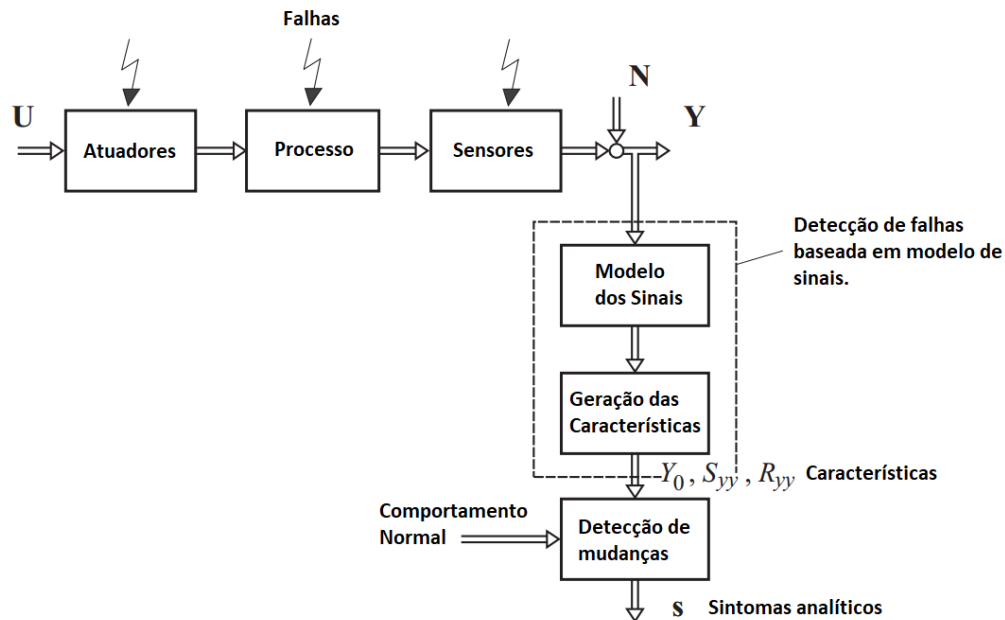 Falhas
U
Atuadores
Processo
Sensores
N
Y
Detecção de falhas
baseada em modelo de
sinais.
Modelo
dos Sinais
Geração das
Características
Y₀ , Syy , Ryy Características
Comportamento
Normal
Detecção de
mudanças
s Sintomas analíticos